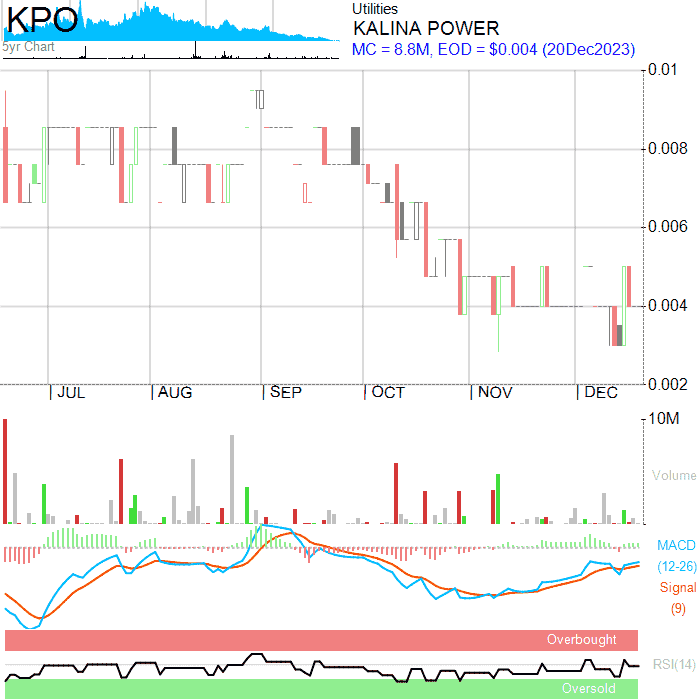 KPO
5yr Chart
Utilities
KALINA POWER
MC = 8.8M, EOD = $0.004 (20Dec2023)
0.01
0.008
0.006
0.004
0.002
JUL AUG SEP OCT NOV DEC
10M
Volume
MACD
(12-26)
Signal
(9)
Overbought
RSI(14)
Oversold